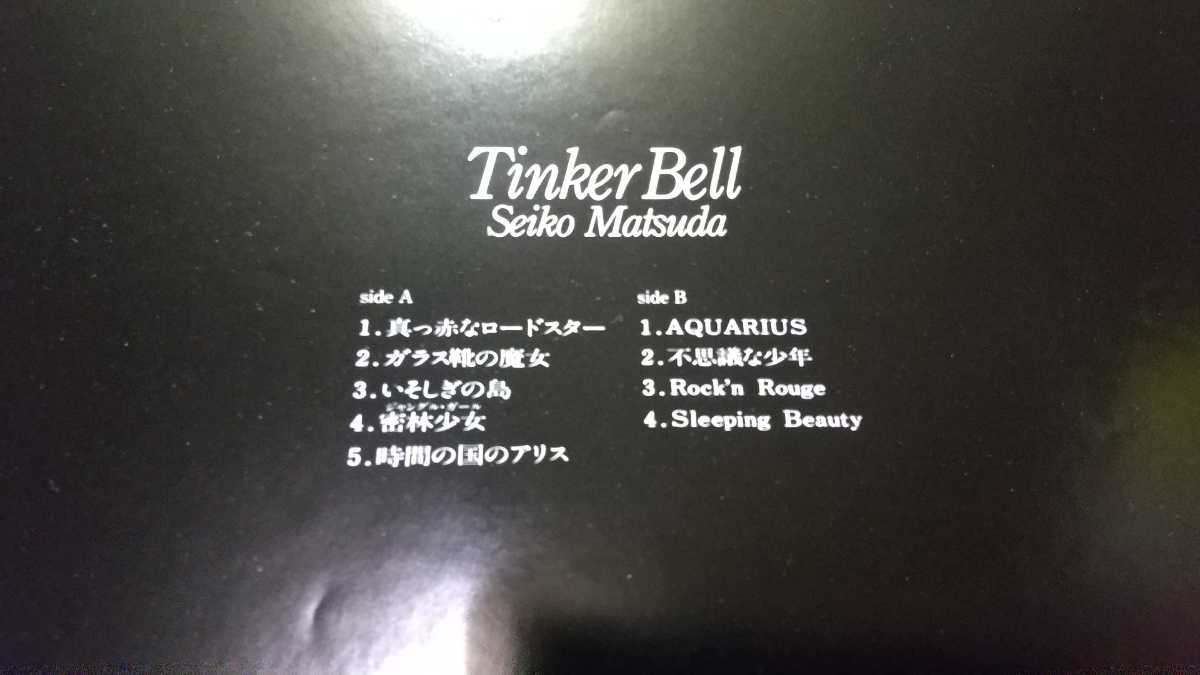 Tinker Bell
Seiko Matsuda
side A
1.真っ赤なロードスター
2.ガラス靴の魔女
3.いそしぎの島
ジャングル・ガール
4.密林少女
5.時間の国のアリス
side B
1.AQUARIUS
2.不思議な少年
3.Rock'n Rouge
4.Sleeping Beauty